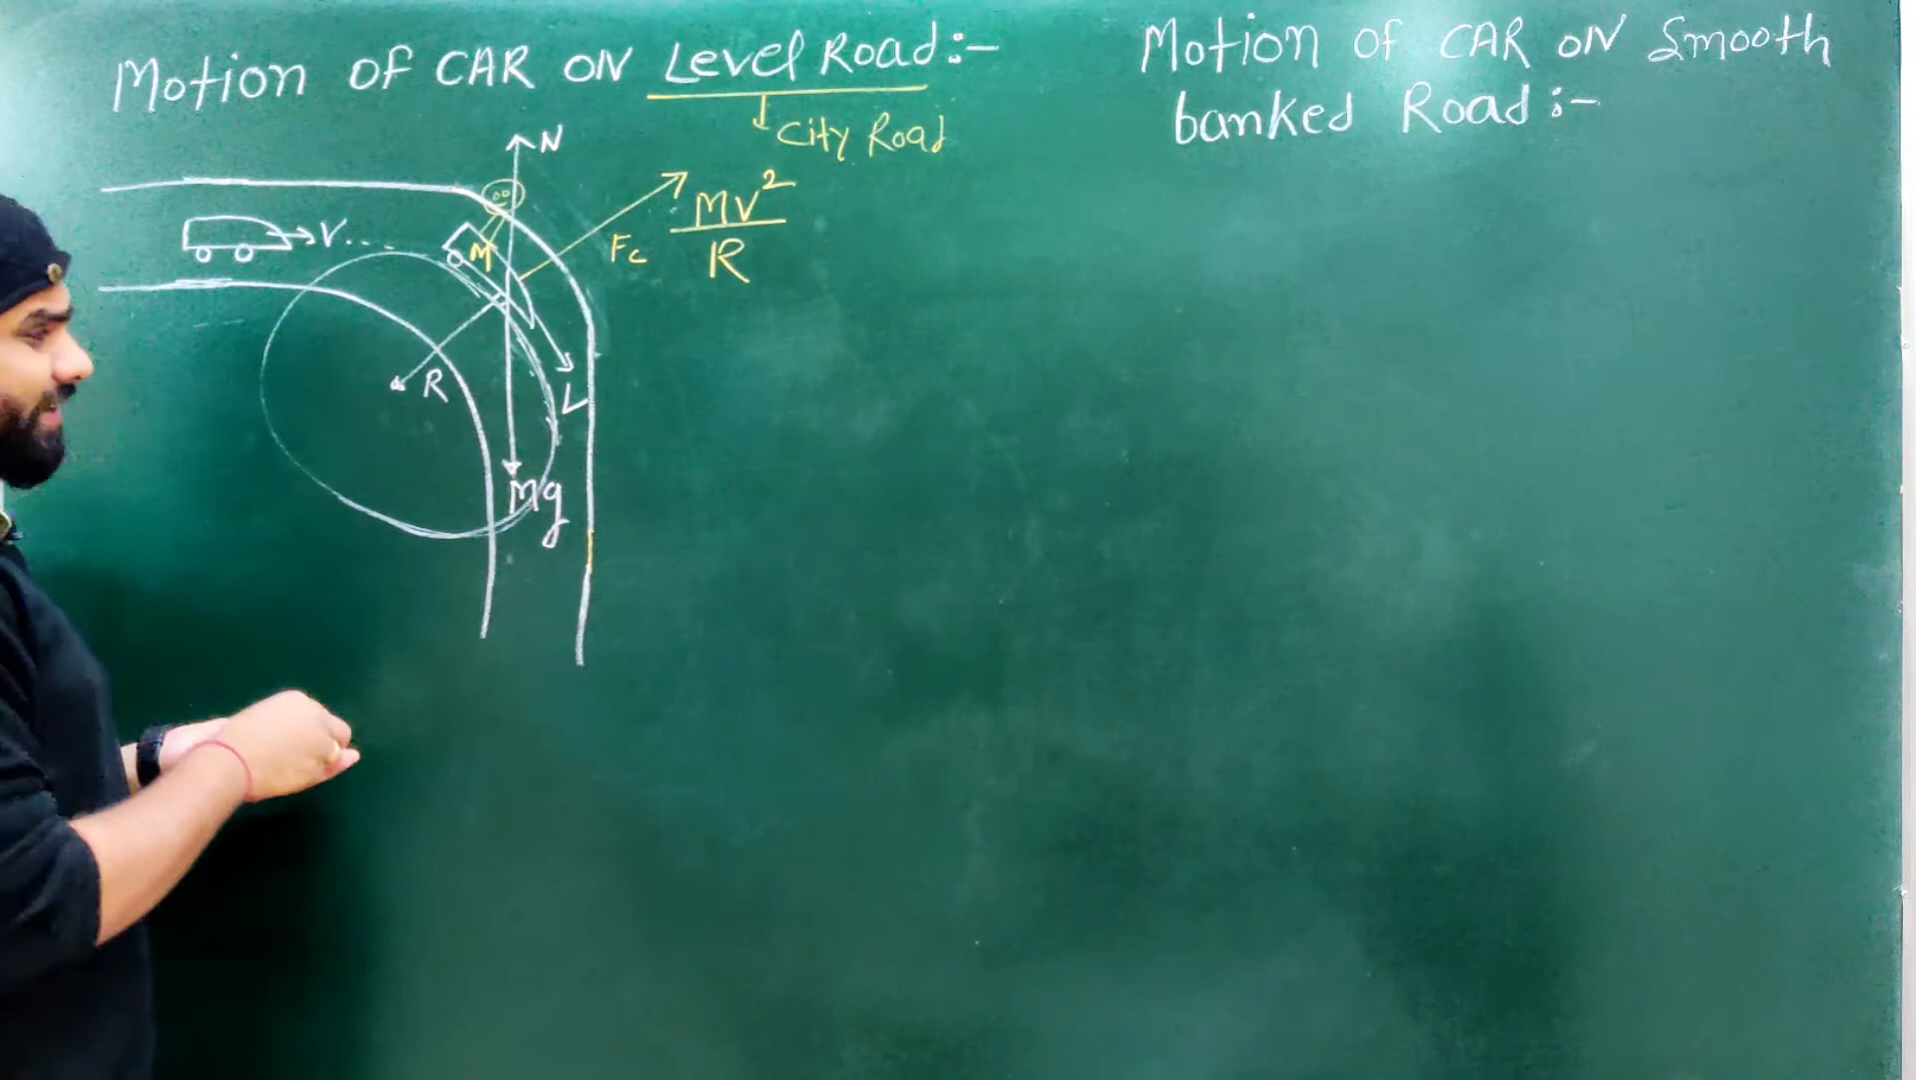 Motion OF CAR ON Level Road:-
City Road
N
V....
M
Fc MV²/R
R
V
Mg
Motion OF CAR ON Smooth
banked Road:-